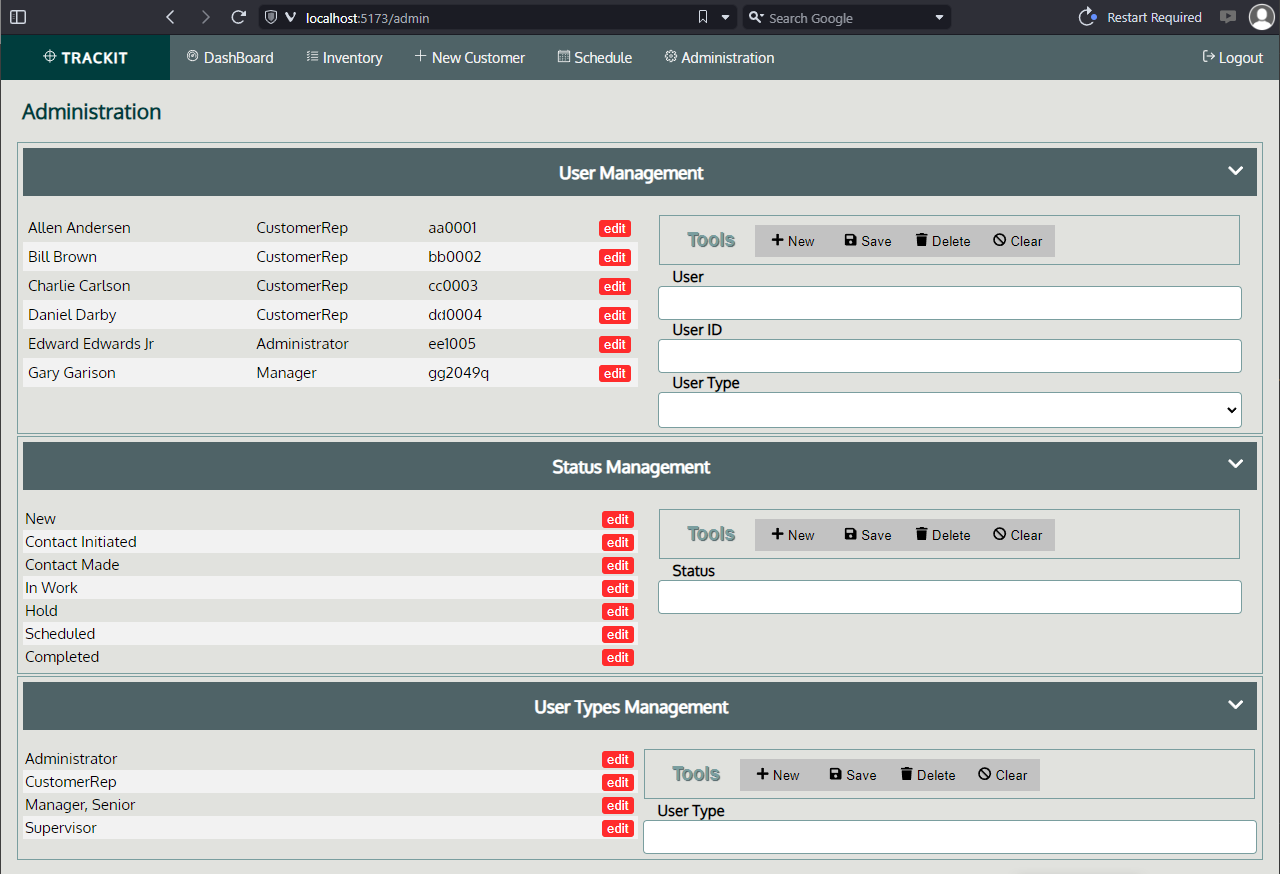 localhost:5173/admin
Search Google
Restart Required
TRACKIT
DashBoard
Inventory
New Customer
Schedule
Administration
Logout
Administration
User Management
Allen Andersen CustomerRep aa0001 edit
Bill Brown CustomerRep bb0002 edit
Charlie Carlson CustomerRep cc0003 edit
Daniel Darby CustomerRep dd0004 edit
Edward Edwards Jr Administrator ee1005 edit
Gary Garison Manager gg2049q edit
Tools New Save Delete Clear
User
User ID
User Type
Status Management
New edit
Contact Initiated edit
Contact Made edit
In Work edit
Hold edit
Scheduled edit
Completed edit
Tools New Save Delete Clear
Status
User Types Management
Administrator edit
CustomerRep edit
Manager, Senior edit
Supervisor edit
Tools New Save Delete Clear
User Type